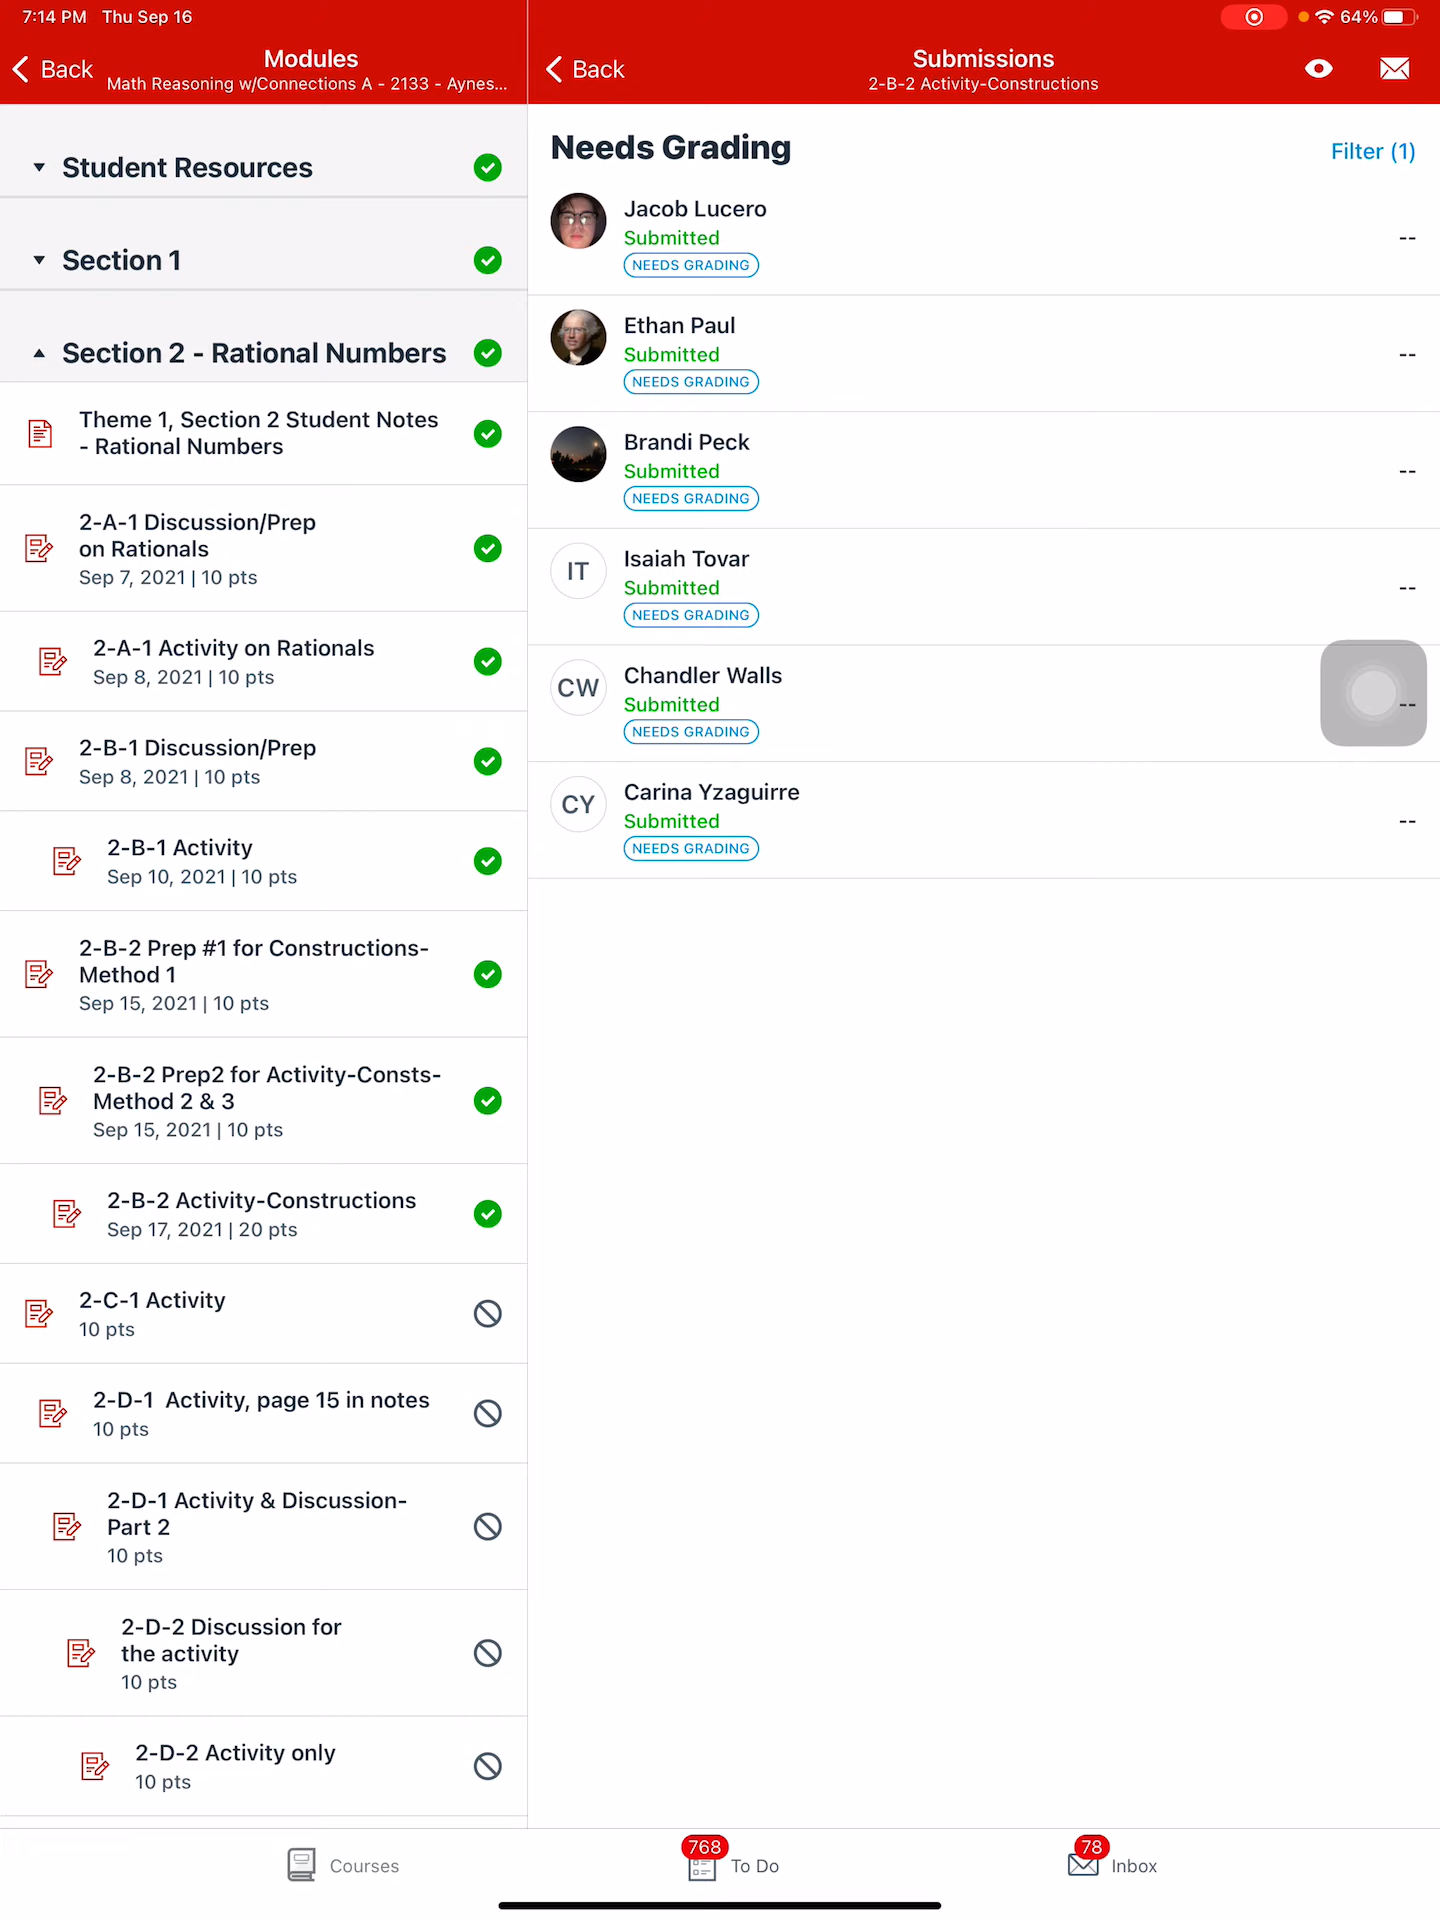 7:14 PM Thu Sep 16
64%
Back
Modules
Math Reasoning w/Connections A - 2133 - Aynes...
Back
Submissions
2-B-2 Activity-Constructions
Student Resources
Section 1
Section 2 - Rational Numbers
Theme 1, Section 2 Student Notes
- Rational Numbers
2-A-1 Discussion/Prep
on Rationals
Sep 7, 2021 | 10 pts
2-A-1 Activity on Rationals
Sep 8, 2021 | 10 pts
2-B-1 Discussion/Prep
Sep 8, 2021 | 10 pts
2-B-1 Activity
Sep 10, 2021 | 10 pts
2-B-2 Prep #1 for Constructions-
Method 1
Sep 15, 2021 | 10 pts
2-B-2 Prep2 for Activity-Consts-
Method 2 & 3
Sep 15, 2021 | 10 pts
2-B-2 Activity-Constructions
Sep 17, 2021 | 20 pts
2-C-1 Activity
10 pts
2-D-1  Activity, page 15 in notes
10 pts
2-D-1 Activity & Discussion-
Part 2
10 pts
2-D-2 Discussion for
the activity
10 pts
2-D-2 Activity only
10 pts
Needs Grading
Filter (1)
Jacob Lucero
Submitted
--
NEEDS GRADING
Ethan Paul
Submitted
--
NEEDS GRADING
Brandi Peck
Submitted
--
NEEDS GRADING
IT
Isaiah Tovar
Submitted
--
NEEDS GRADING
CW
Chandler Walls
Submitted
--
NEEDS GRADING
CY
Carina Yzaguirre
Submitted
--
NEEDS GRADING
Courses
768
To Do
78
Inbox